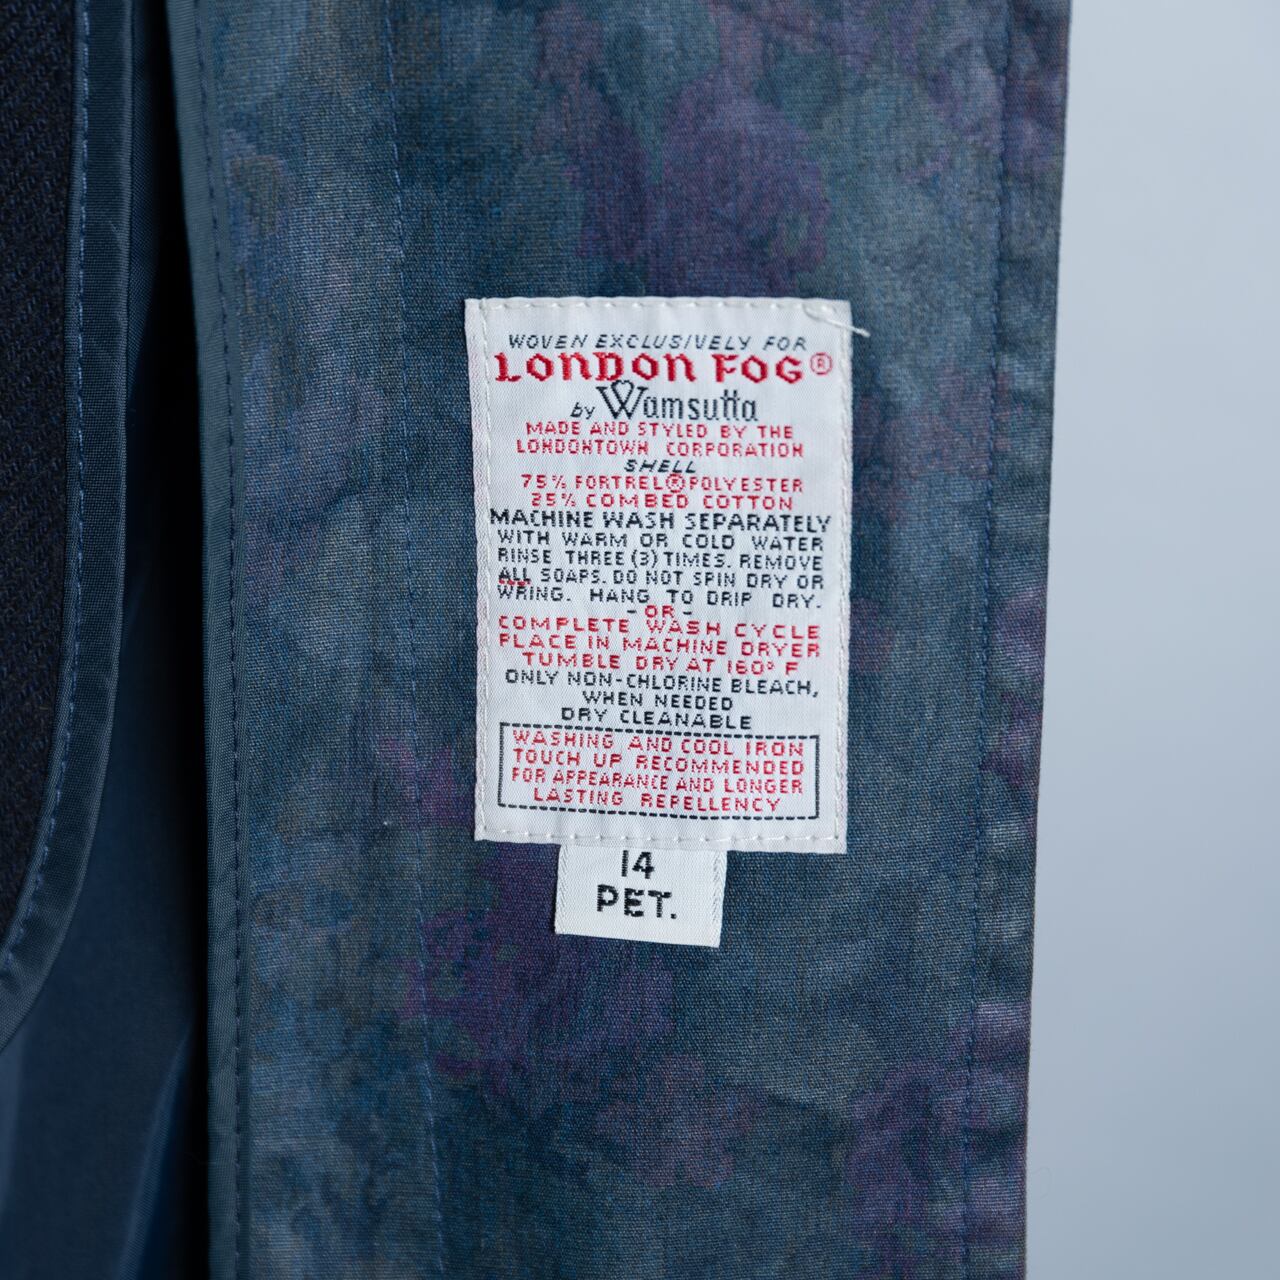 WOVEN EXCLUSIVELY FOR
LONDON FOG®
by Wamsutta
MADE AND STYLED BY THE
LONDONTOWN CORPORATION
SHELL
75% FORTREL® POLYESTER
25% COMBED COTTON
MACHINE WASH SEPARATELY
WITH WARM OR COLD WATER
RINSE THREE (3) TIMES. REMOVE
ALL SOAPS. DO NOT SPIN DRY OR
WRING. HANG TO DRIP DRY.
- OR -
COMPLETE WASH CYCLE
PLACE IN MACHINE DRYER
TUMBLE DRY AT 160° F
ONLY NON-CHLORINE BLEACH,
WHEN NEEDED
DRY CLEANABLE
WASHING AND COOL IRON
TOUCH UP RECOMMENDED
FOR APPEARANCE AND LONGER
LASTING REPELLENCY
14
PET.